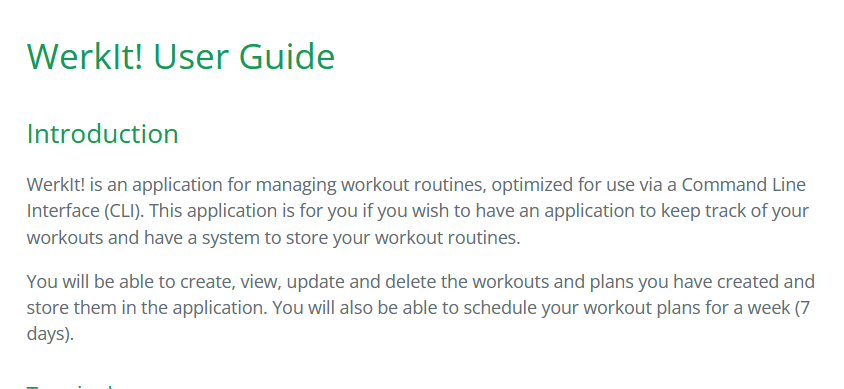 WerkIt! User Guide
Introduction
WerkIt! is an application for managing workout routines, optimized for use via a Command Line
Interface (CLI). This application is for you if you wish to have an application to keep track of your
workouts and have a system to store your workout routines.
You will be able to create, view, update and delete the workouts and plans you have created and
store them in the application. You will also be able to schedule your workout plans for a week (7
days).